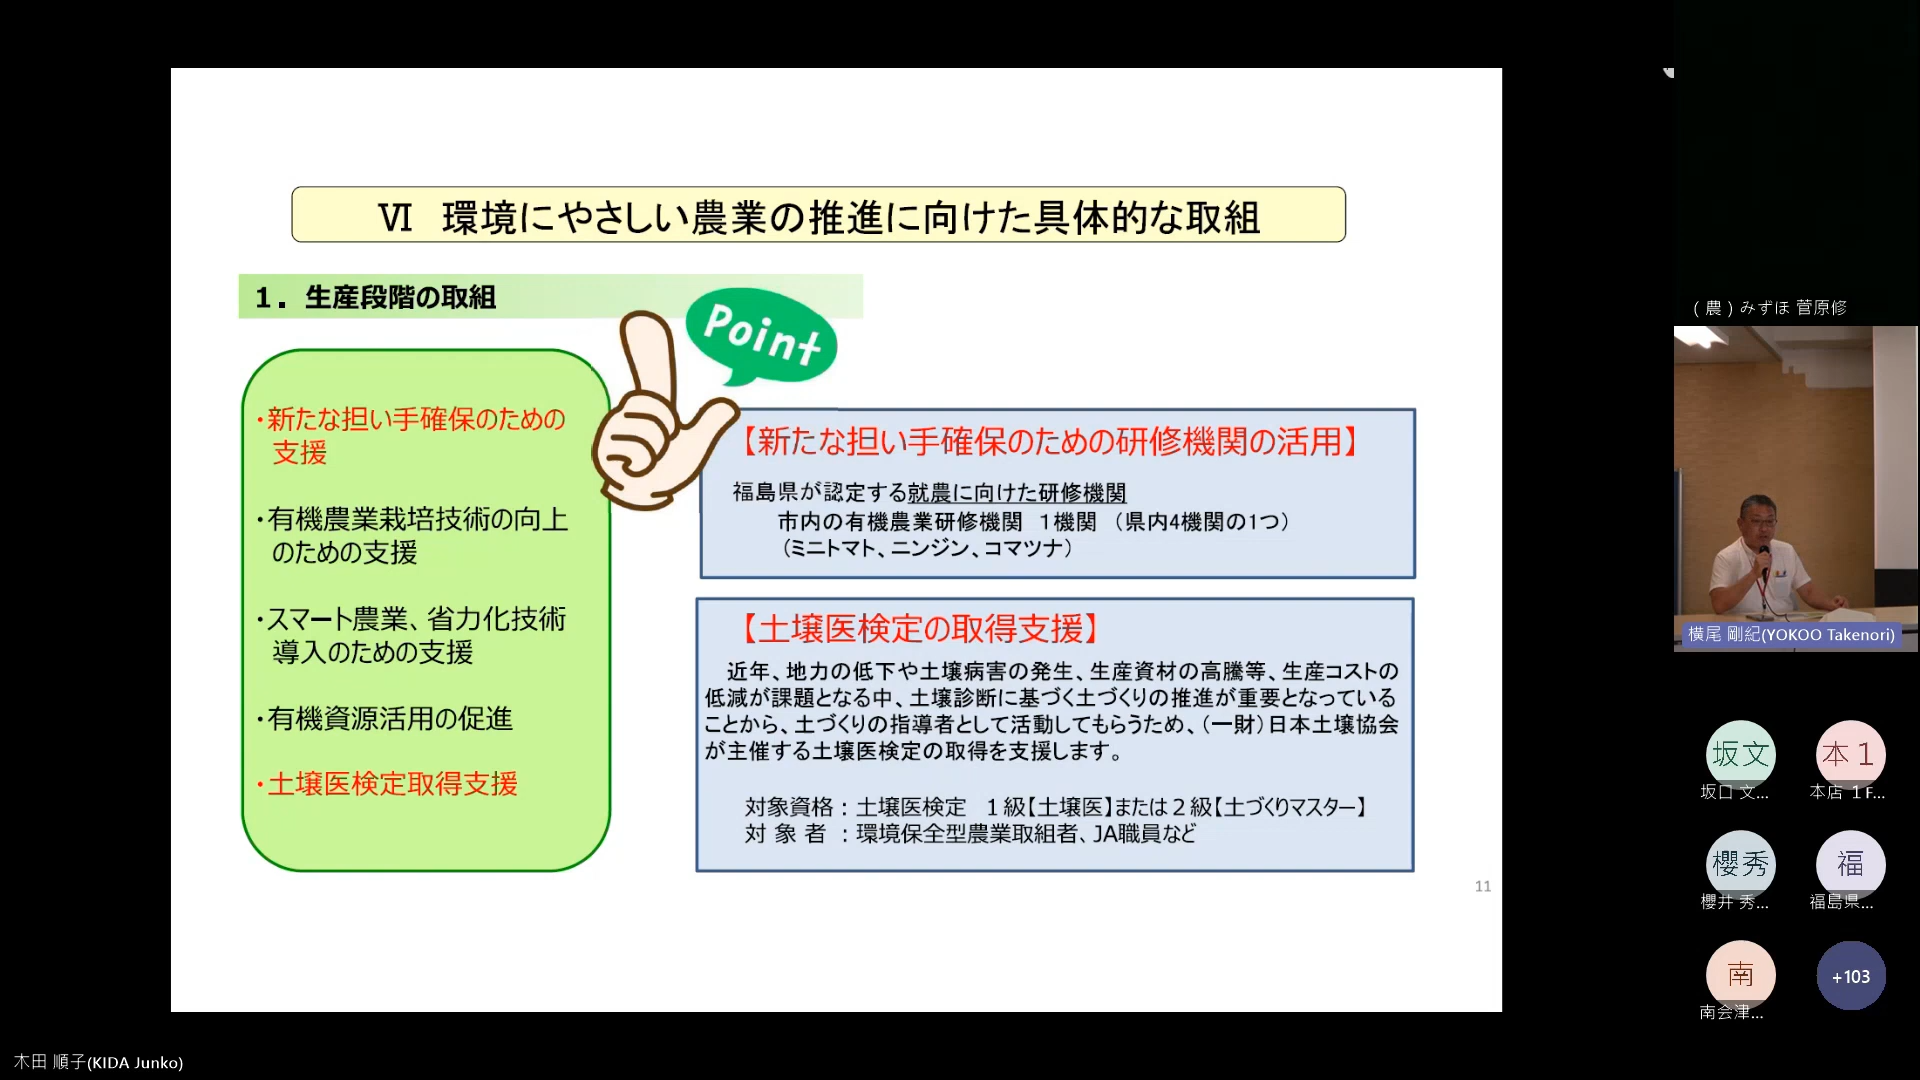 Ⅵ　環境にやさしい農業の推進に向けた具体的な取組
１．生産段階の取組
Point
・新たな担い手確保のための
支援
・有機農業栽培技術の向上
のための支援
・スマート農業、省力化技術
導入のための支援
・有機資源活用の促進
・土壌医検定取得支援
【新たな担い手確保のための研修機関の活用】
福島県が認定する就農に向けた研修機関
市内の有機農業研修機関　１機関　（県内4機関の1つ）
（ミニトマト、ニンジン、コマツナ）
【土壌医検定の取得支援】
近年、地力の低下や土壌病害の発生、生産資材の高騰等、生産コストの
低減が課題となる中、土壌診断に基づく土づくりの推進が重要となっている
ことから、土づくりの指導者として活動してもらうため、（一財）日本土壌協会
が主催する土壌医検定の取得を支援します。
対象資格：土壌医検定　１級【土壌医】または２級【土づくりマスター】
対 象 者 ：環境保全型農業取組者、JA職員など
11
(農)みずほ 菅原修
横尾 剛紀(YOKOO Takenori)
坂文
坂口 文...
本１
本店 １F...
櫻秀
櫻井 秀...
福
福島県...
南
南会津...
+103
木田 順子(KIDA Junko)